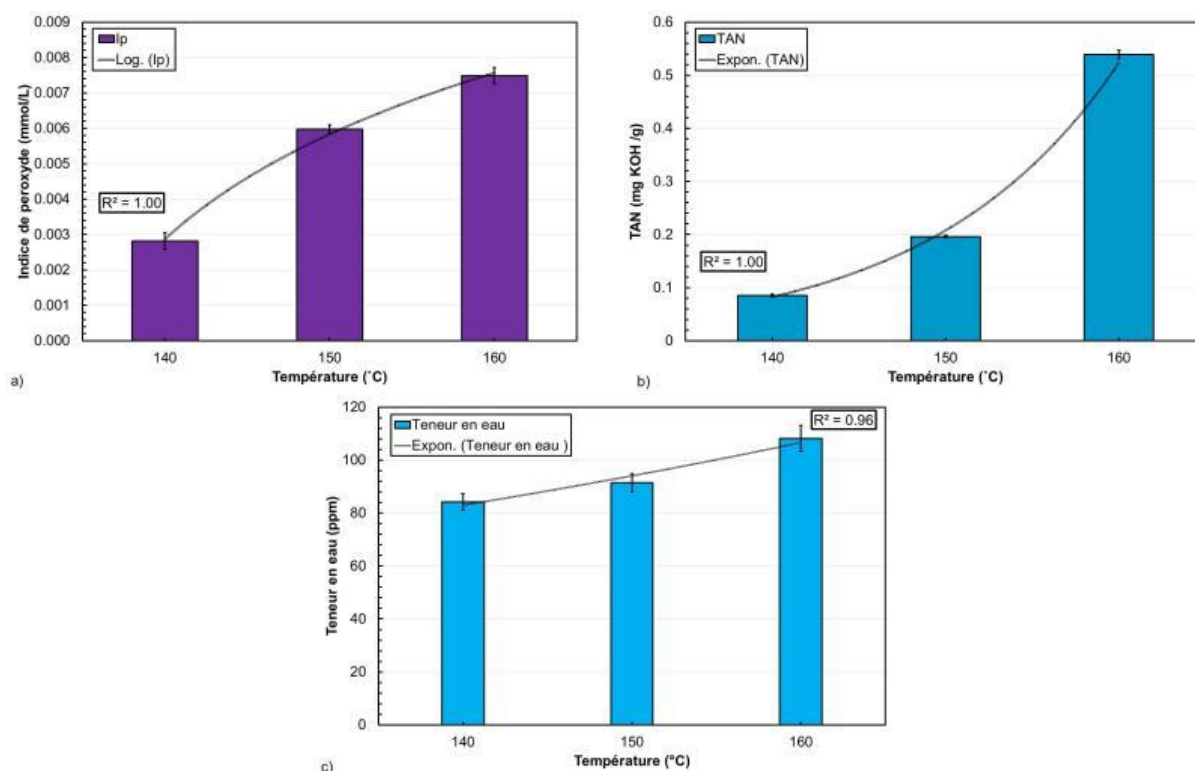 0.009
0.008
0.007
0.006
0.005
0.004
0.003
0.002
0.001
0.000
Indice de peroxyde (mmol/L)
Ip
Log. (Ip)
R² = 1.00
140
150
160
Température (˚C)
a)
0.6
0.5
0.4
0.3
0.2
0.1
0
TAN (mg KOH /g)
TAN
Expon. (TAN)
R² = 1.00
140
150
160
Température (˚C)
b)
120
100
80
60
40
20
0
Teneur en eau (ppm)
Teneur en eau
Expon. (Teneur en eau )
R² = 0.96
140
150
160
Température (ºC)
c)